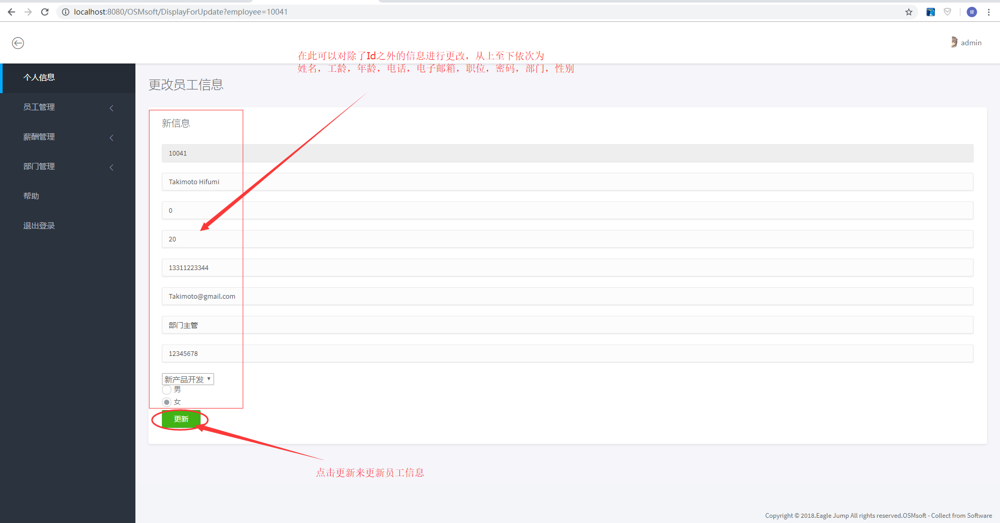 localhost:8080/OSMsoft/DisplayForUpdate?employee=10041
健
admin
在此可以对除了Id之外的信息进行更改，从上至下依次为
姓名，工龄，年龄，电话，电子邮箱，职位，密码，部门，性别
个人信息
员工管理
薪酬管理
部门管理
帮助
退出登录
更改员工信息
新信息
10041
Takimoto Hifumi
0
20
13311223344
Takimoto@gmail.com
部门主管
12345678
新产品开发
男
女
更新
点击更新来更新员工信息
Copyright © 2018.Eagle Jump All rights reserved.OSMsoft - Collect from Software